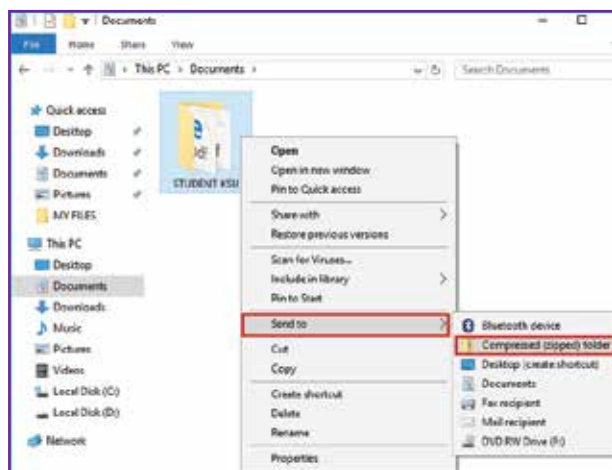 Documents
File Home Share View
This PC > Documents >
Search Documents
Quick access
Desktop
Downloads
Documents
Pictures
MY FILES
This PC
Desktop
Documents
Downloads
Music
Pictures
Videos
Local Disk (C:)
Local Disk (D:)
Network
STUDENT
Open
Open in new window
Pin to Quick access
Share with
Restore previous versions
Scan for Viruses...
Include in library
Pin to Start
Send to
Cut
Copy
Create shortcut
Delete
Rename
Properties
Bluetooth device
Compressed (zipped) folder
Desktop (create shortcut)
Documents
Fax recipient
Mail recipient
DVD RW Drive (F:)